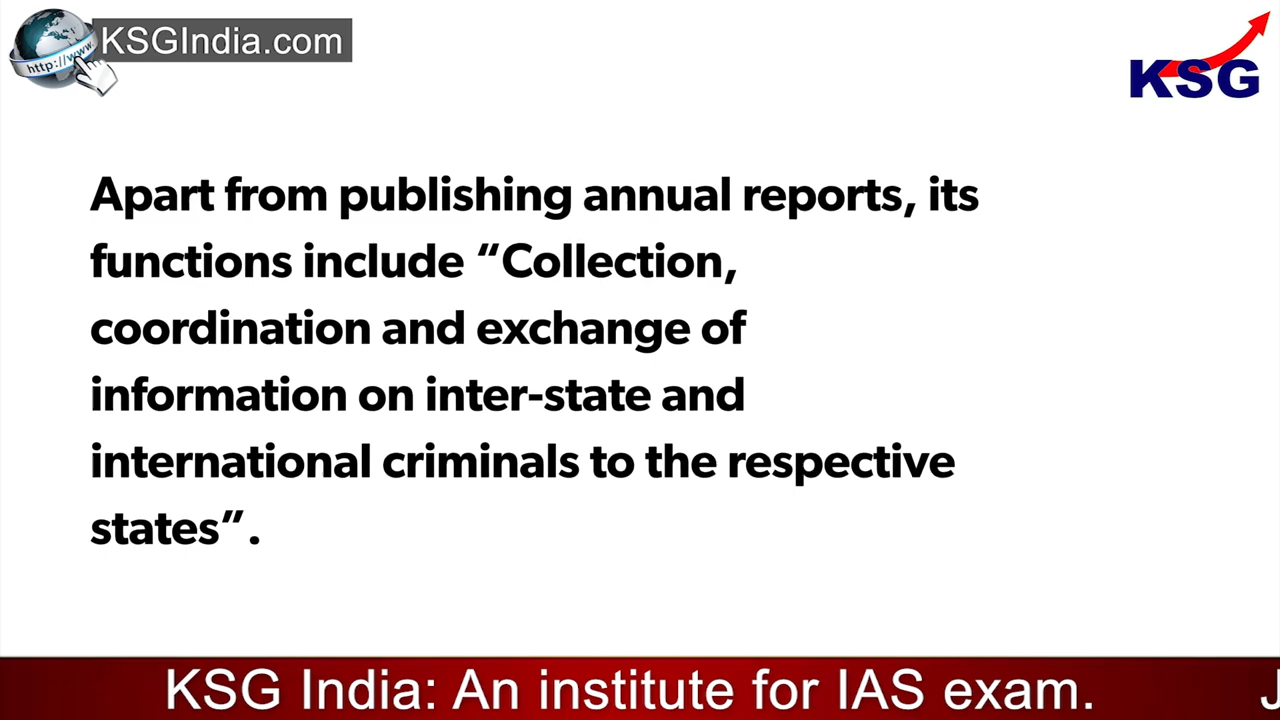 KSGIndia.com
http://www.
KSG
Apart from publishing annual reports, its
functions include “Collection,
coordination and exchange of
information on inter-state and
international criminals to the respective
states”.
KSG India: An institute for IAS exam. J